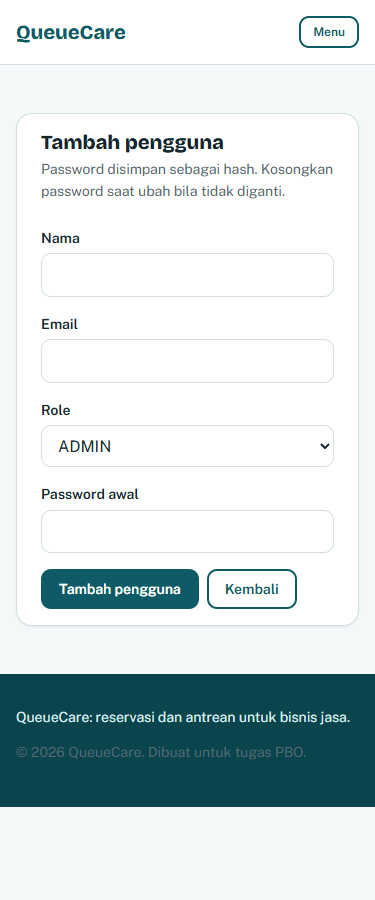 QueueCare
Menu
Tambah pengguna
Password disimpan sebagai hash. Kosongkan
password saat ubah bila tidak diganti.
Nama
Email
Role
ADMIN
Password awal
Tambah pengguna
Kembali
QueueCare: reservasi dan antrean untuk bisnis jasa.
© 2026 QueueCare. Dibuat untuk tugas PBO.